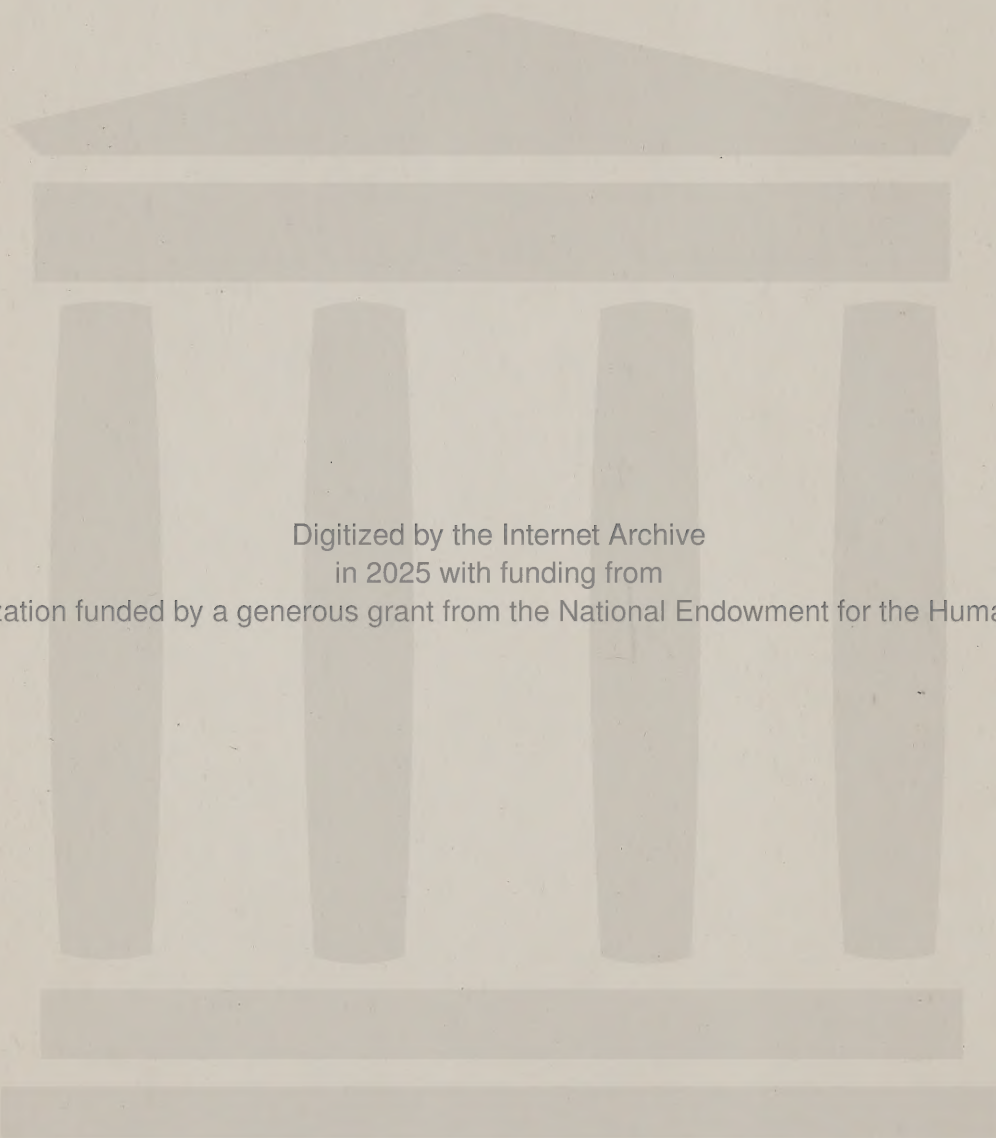 Digitized by the Internet Archive
in 2025 with funding from
zation funded by a generous grant from the National Endowment for the Huma